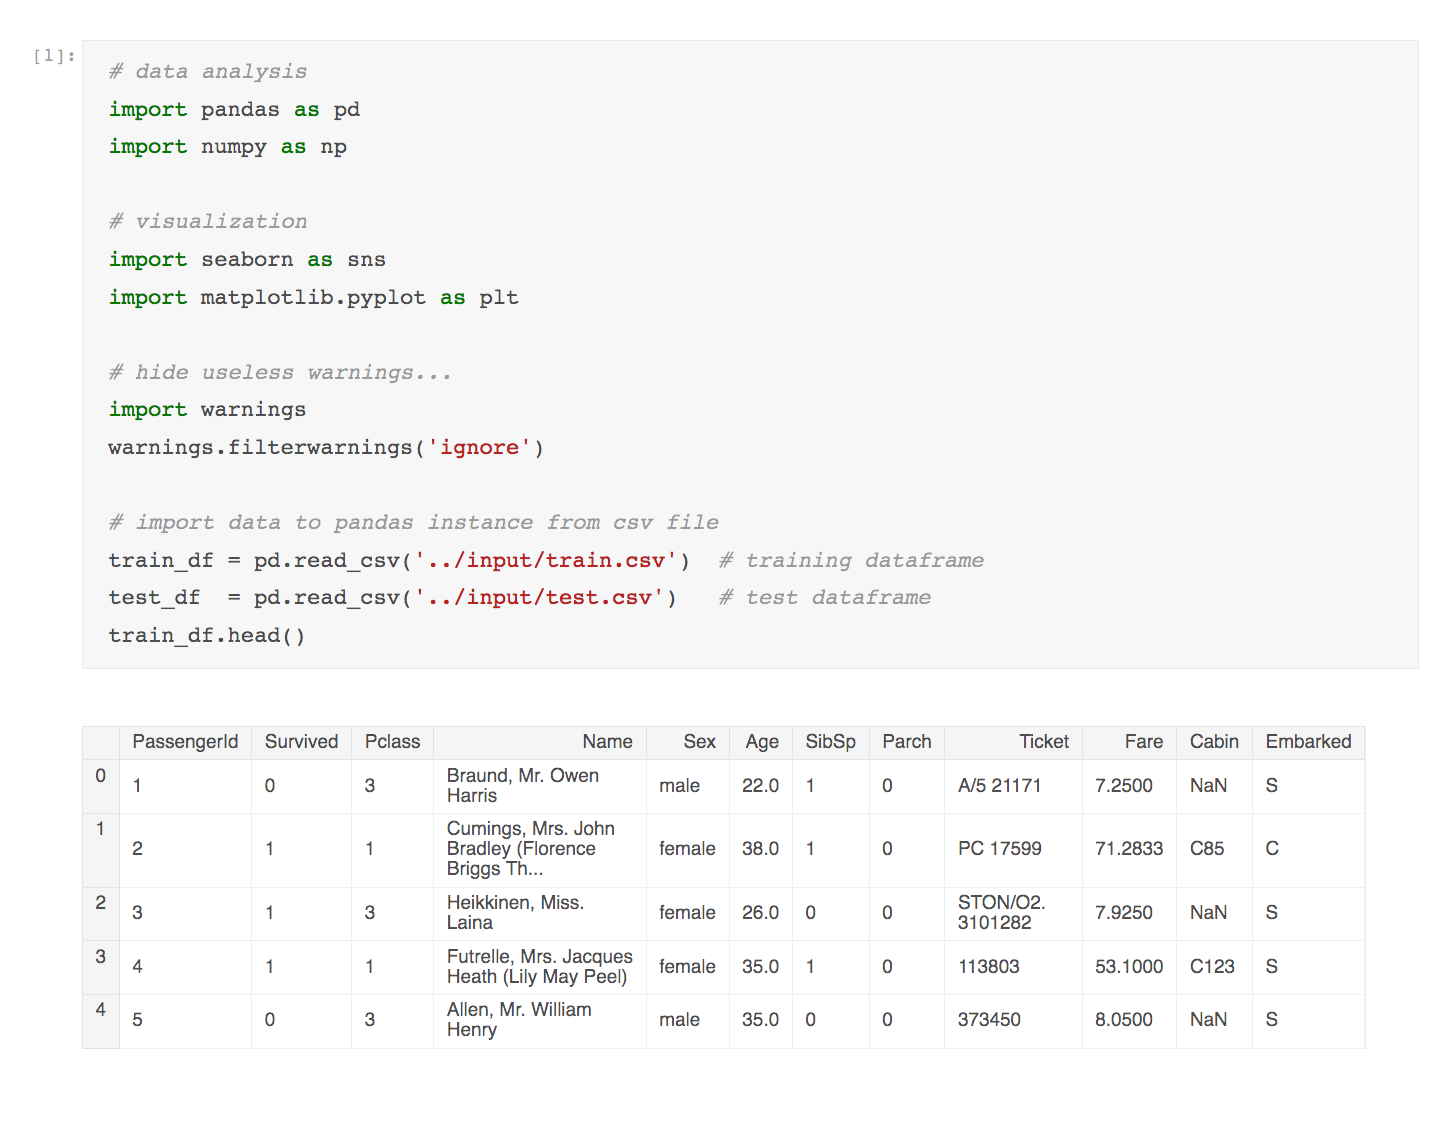 [1]:
# data analysis
import pandas as pd
import numpy as np
# visualization
import seaborn as sns
import matplotlib.pyplot as plt
# hide useless warnings...
import warnings
warnings.filterwarnings('ignore')
# import data to pandas instance from csv file
train_df = pd.read_csv('../input/train.csv')  # training dataframe
test_df  = pd.read_csv('../input/test.csv')   # test dataframe
train_df.head()
PassengerId Survived Pclass Name Sex Age SibSp Parch Ticket Fare Cabin Embarked
0 1 0 3 Braund, Mr. Owen
Harris male 22.0 1 0 A/5 21171 7.2500 NaN S
1 2 1 1 Cumings, Mrs. John
Bradley (Florence
Briggs Th... female 38.0 1 0 PC 17599 71.2833 C85 C
2 3 1 3 Heikkinen, Miss.
Laina female 26.0 0 0 STON/O2.
3101282 7.9250 NaN S
3 4 1 1 Futrelle, Mrs. Jacques
Heath (Lily May Peel) female 35.0 1 0 113803 53.1000 C123 S
4 5 0 3 Allen, Mr. William
Henry male 35.0 0 0 373450 8.0500 NaN S